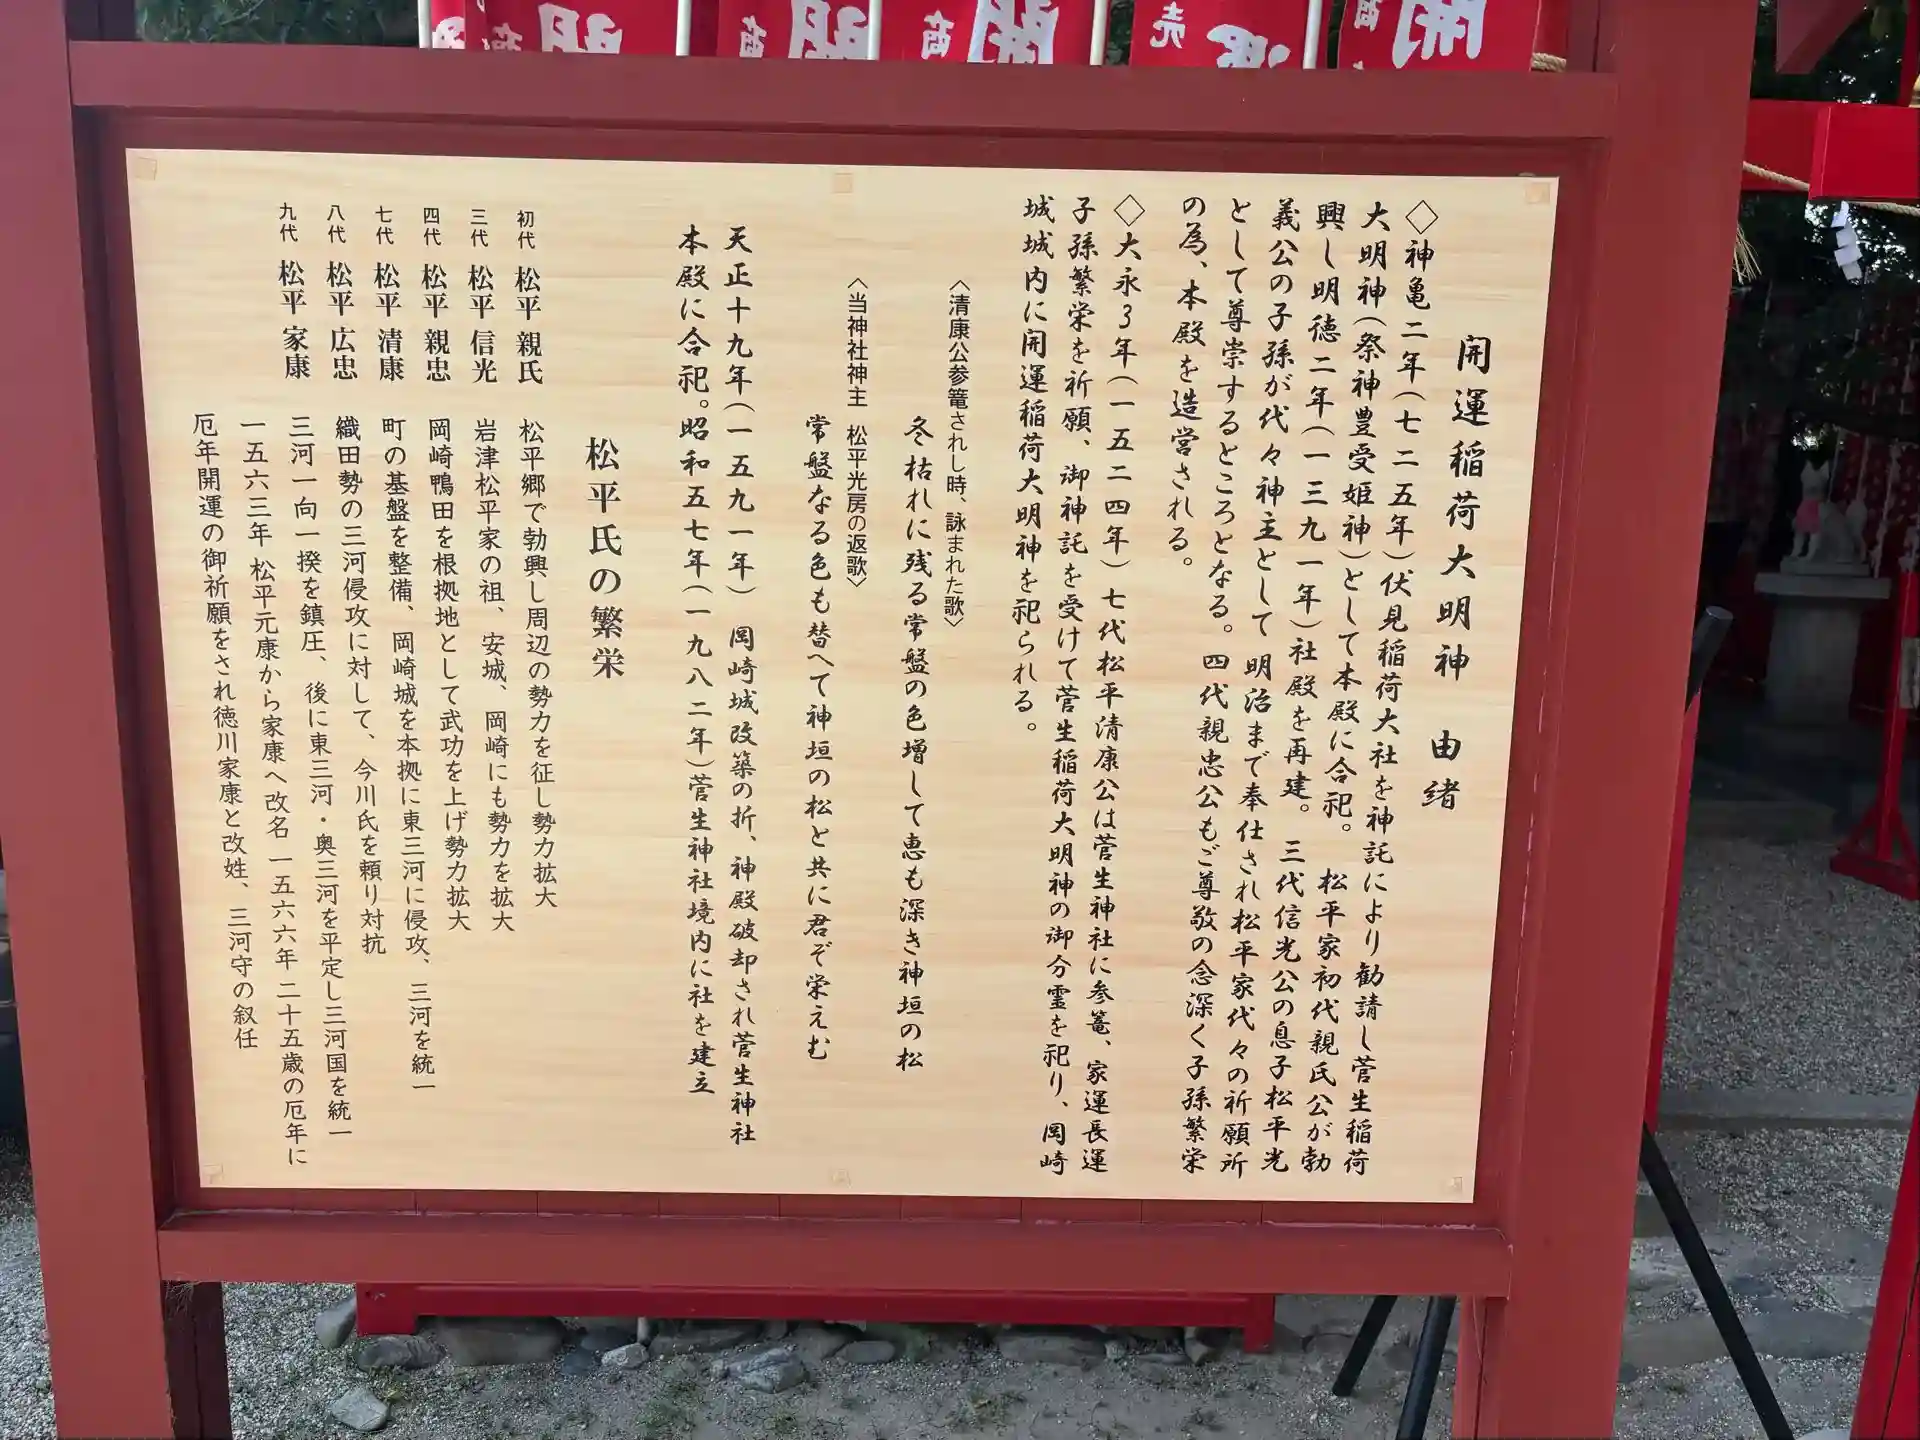 開運稲荷大明神　由緒
◇神亀二年(七二五年)伏見稲荷大社を神託により勧請し菅生稲荷
大明神(祭神豊受姫神)として本殿に合祀。　松平家初代親氏公が勃
興し明徳二年(一三九一年)社殿を再建。　三代信光公の息子松平光
義公の子孫が代々神主として明治まで奉仕され松平家代々の祈願所
として尊崇するところとなる。　四代親忠公もご尊敬の念深く子孫繁栄
の為、本殿を造営される。
◇大永3年(一五二四年)七代松平清康公は菅生神社に参篭、家運長運
子孫繁栄を祈願、御神託を受けて菅生稲荷大明神の御分霊を祀り、岡崎
城城内に開運稲荷大明神を祀られる。
〈清康公参篭されし時、詠まれた歌〉
冬枯れに残る常盤の色増して恵も深き神垣の松
〈当神社神主　松平光房の返歌〉
常盤なる色も替へて神垣の松と共に君ぞ栄えむ
天正十九年(一五九一年)　岡崎城改築の折、神殿破却され菅生神社
本殿に合祀。昭和五七年(一九八二年)菅生神社境内に社を建立
松平氏の繁栄
初代　松平親氏　松平郷で勃興し周辺の勢力を征し勢力拡大
三代　松平信光　岩津松平家の祖、安城、岡崎にも勢力を拡大
四代　松平親忠　岡崎鴨田を根拠地として武功を上げ勢力拡大
七代　松平清康　町の基盤を整備、岡崎城を本拠に東三河に侵攻、三河を統一
八代　松平広忠　織田勢の三河侵攻に対して、今川氏を頼り対抗
九代　松平家康　三河一向一揆を鎮圧、後に東三河・奥三河を平定し三河国を統一
一五六三年 松平元康から家康へ改名 一五六六年 二十五歳の厄年に
厄年開運の御祈願をされ徳川家康と改姓、三河守の叙任